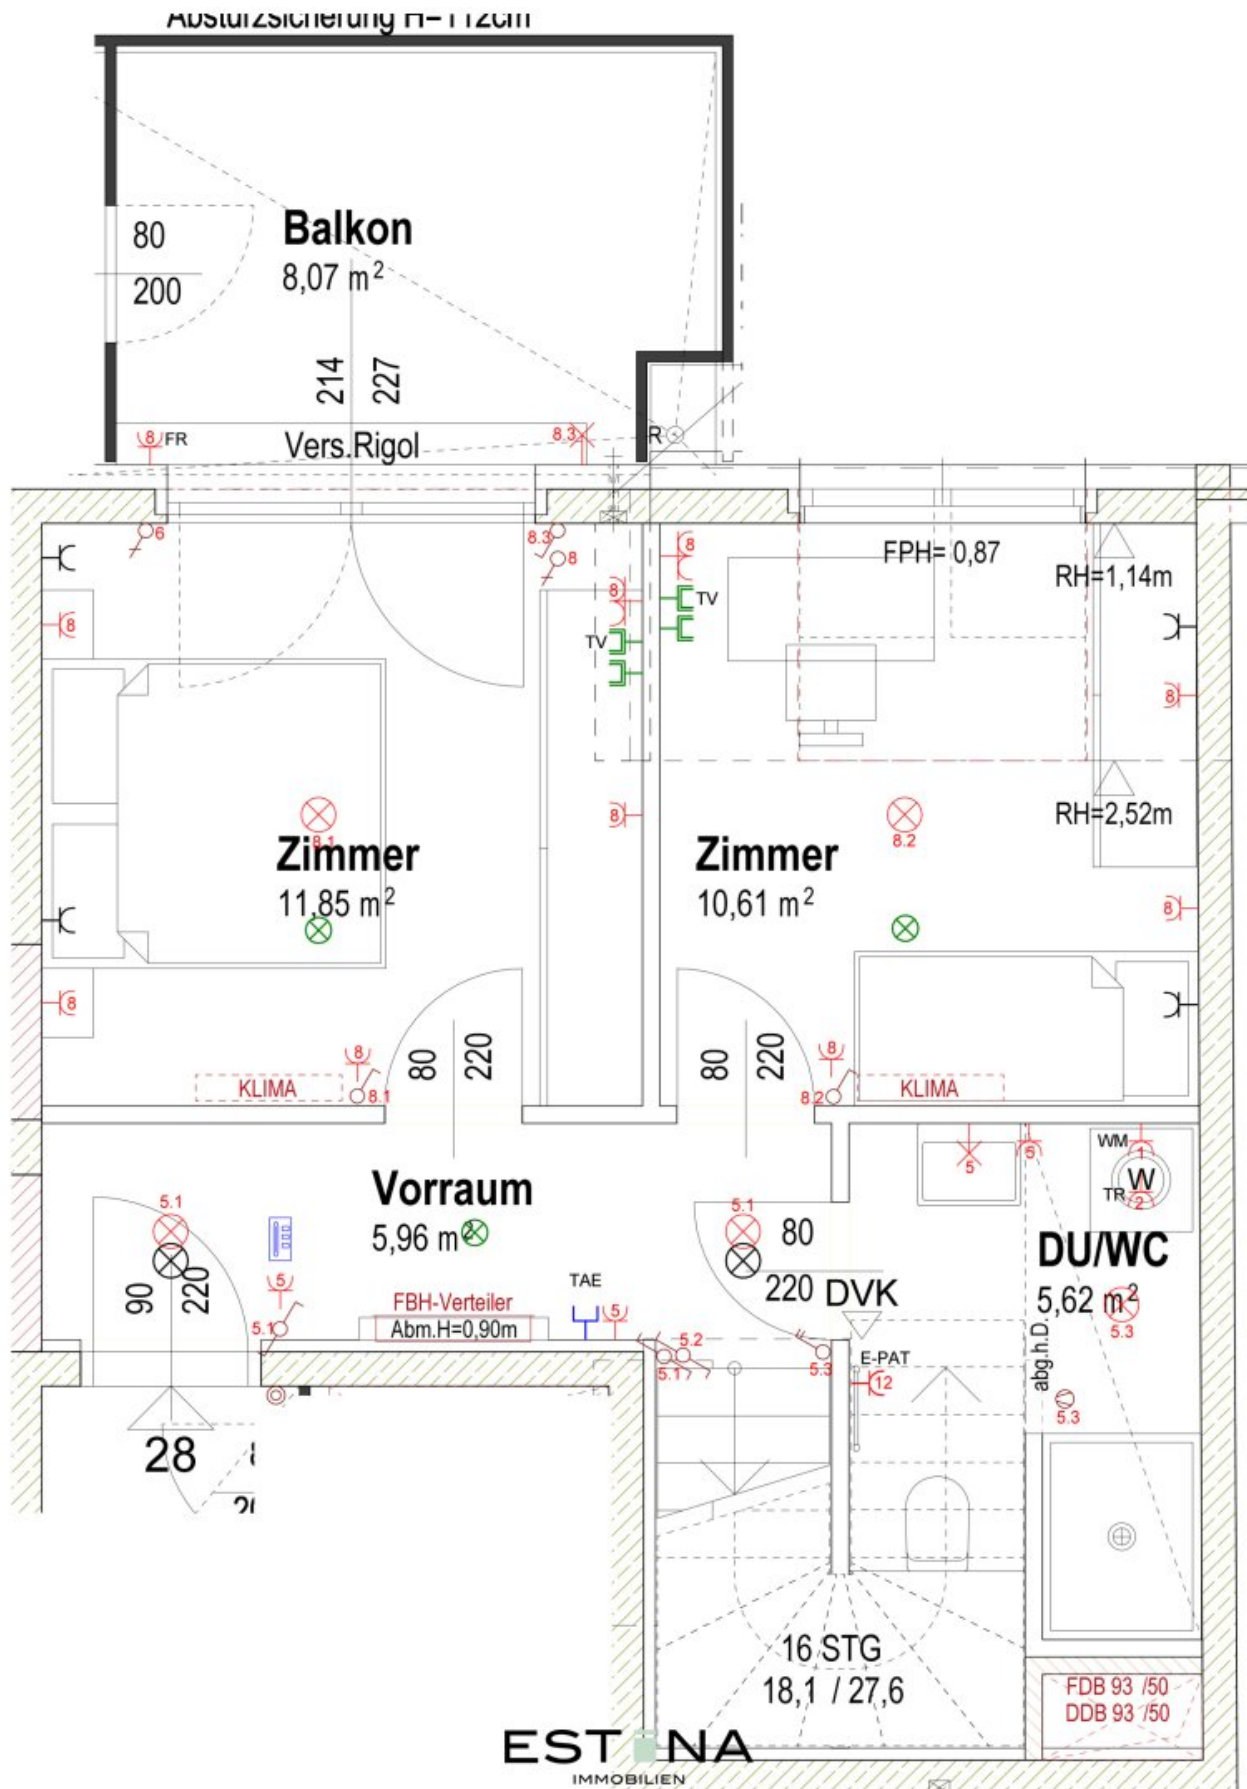 Absturzsicherung H=112cm
Balkon
8,07 m²
80
200
214
227
8
FR
Vers.Rigol
8.3
R
6
8.3
8
8
FPH= 0,87
RH=1,14m
8
8
TV
TV
8
8
RH=2,52m
8.1
8.2
Zimmer
11,85 m²
Zimmer
10,61 m²
8
8
8
80
220
80
220
8
8
KLIMA
8.1
8.2
KLIMA
Vorraum
5,96 m²
5
5
WM
1
W
TR
2
5.1
5.1
80
220
DVK
DU/WC
5,62 m²
5.3
90
220
5
5.1
FBH-Verteiler
Abm.H=0,90m
TAE
5
5.2
5.1
5.3
E-PAT
12
abg.h.D.
5.3
28
16 STG
18,1 / 27,6
FDB 93 /50
DDB 93 /50
ESTINA
IMMOBILIEN